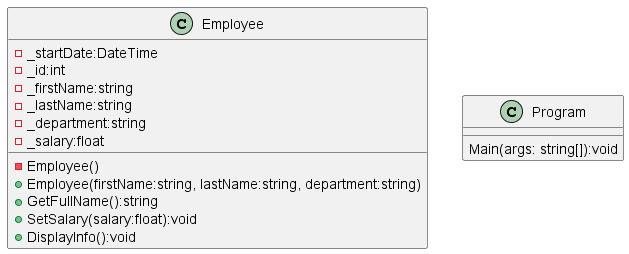 C Employee
_startDate:DateTime
_id:int
_firstName:string
_lastName:string
_department:string
_salary:float
Employee()
Employee(firstName:string, lastName:string, department:string)
GetFullName():string
SetSalary(salary:float):void
DisplayInfo():void
C Program
Main(args: string[]):void